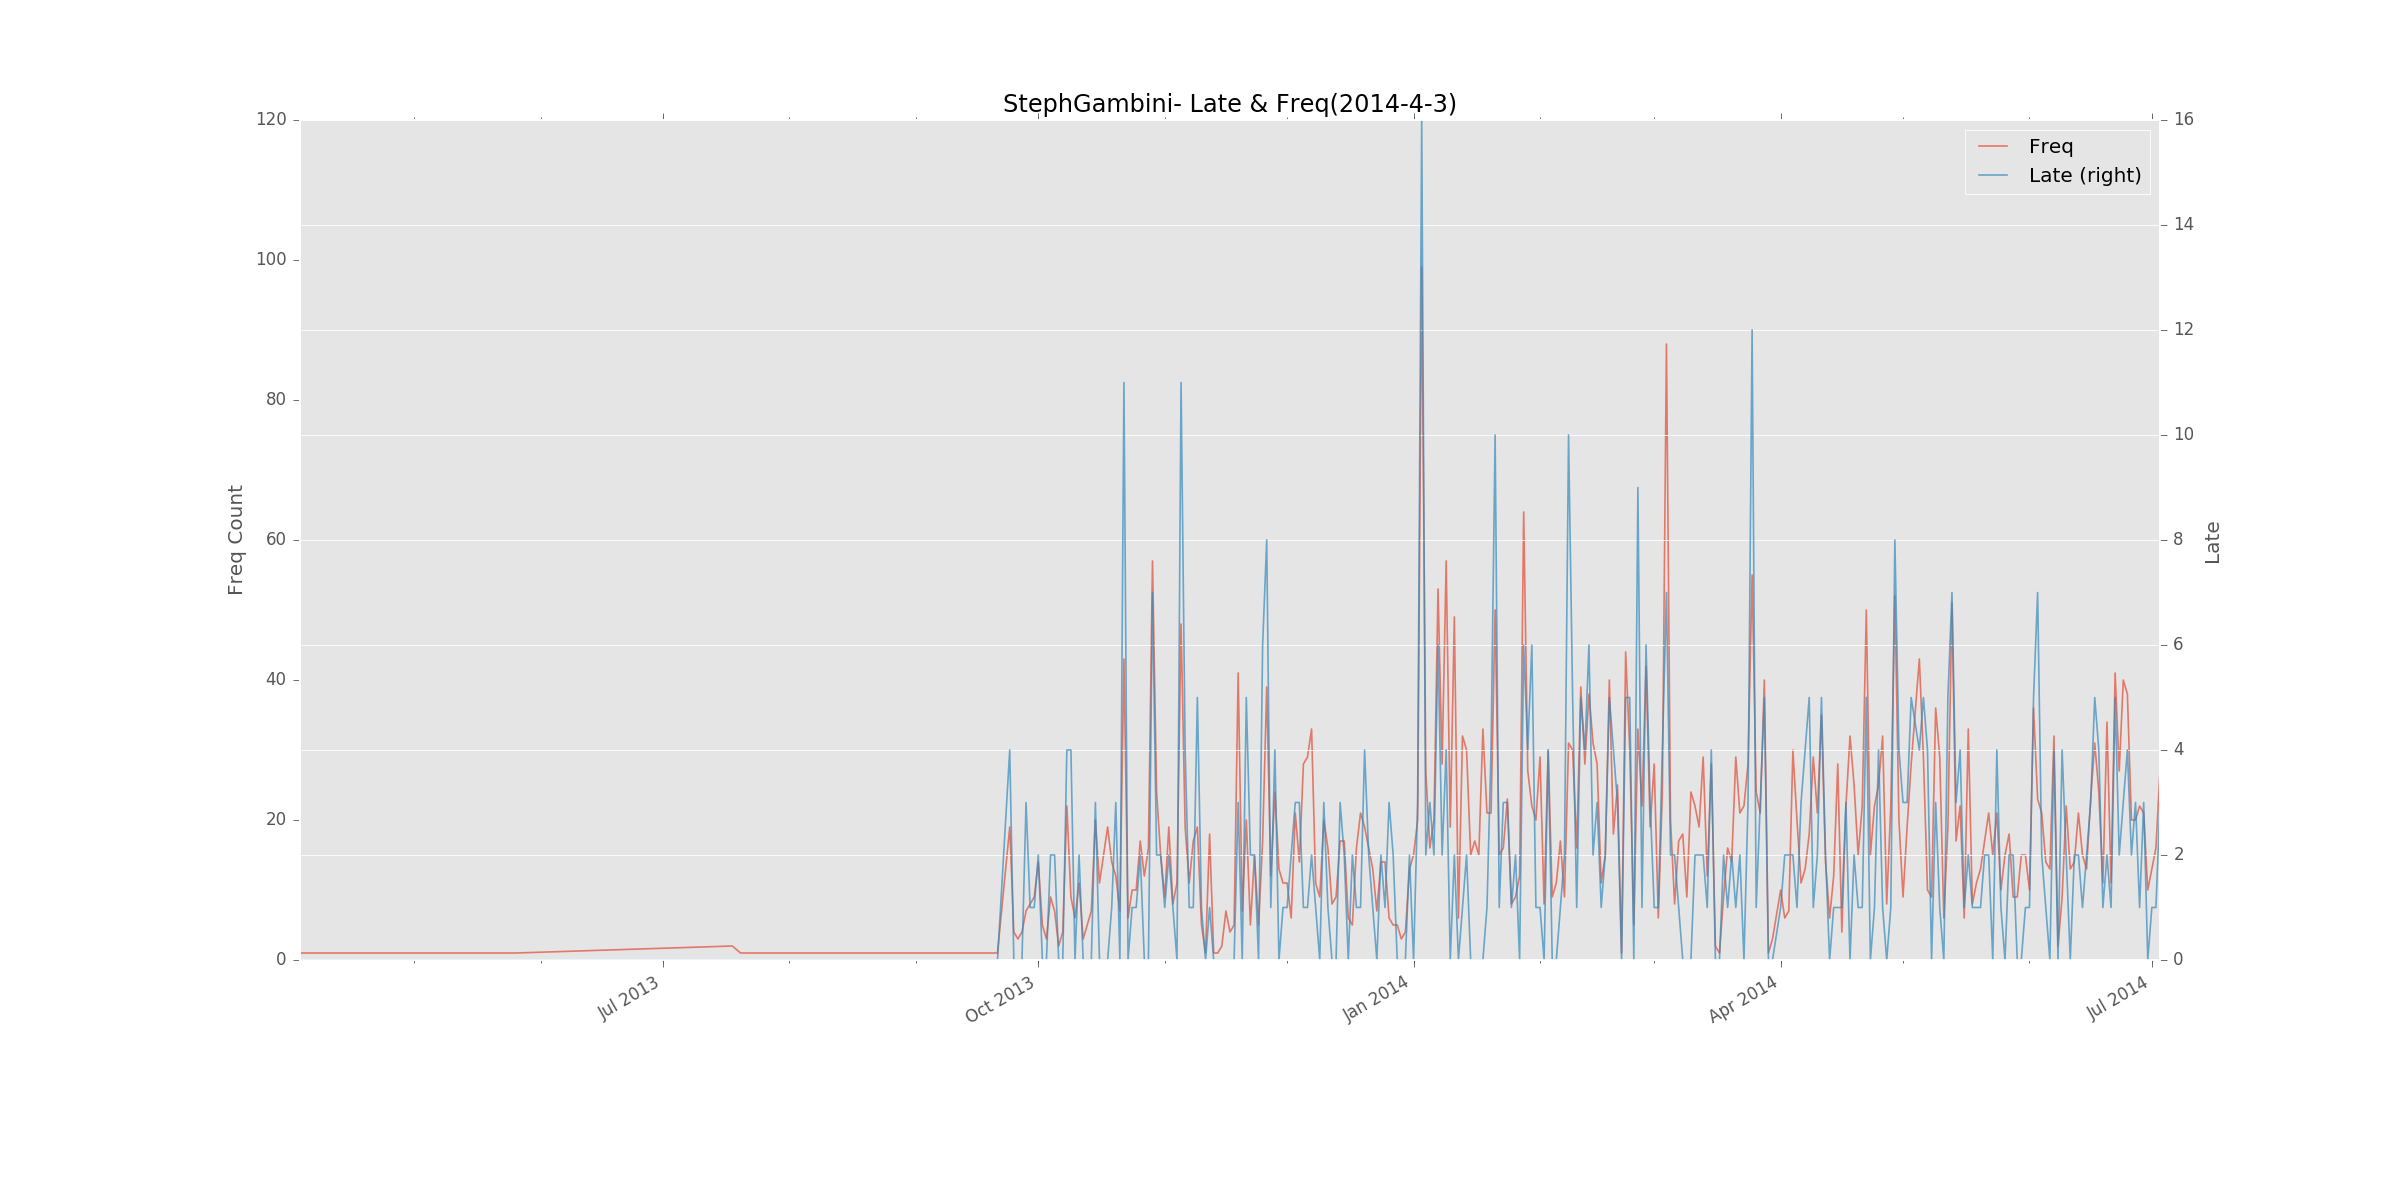 StephGambini- Late & Freq(2014-4-3)
120
100
80
60
40
20
0
Freq Count
16
14
12
10
8
6
4
2
0
Late
Freq
Late (right)
Jul 2013
Oct 2013
Jan 2014
Apr 2014
Jul 2014